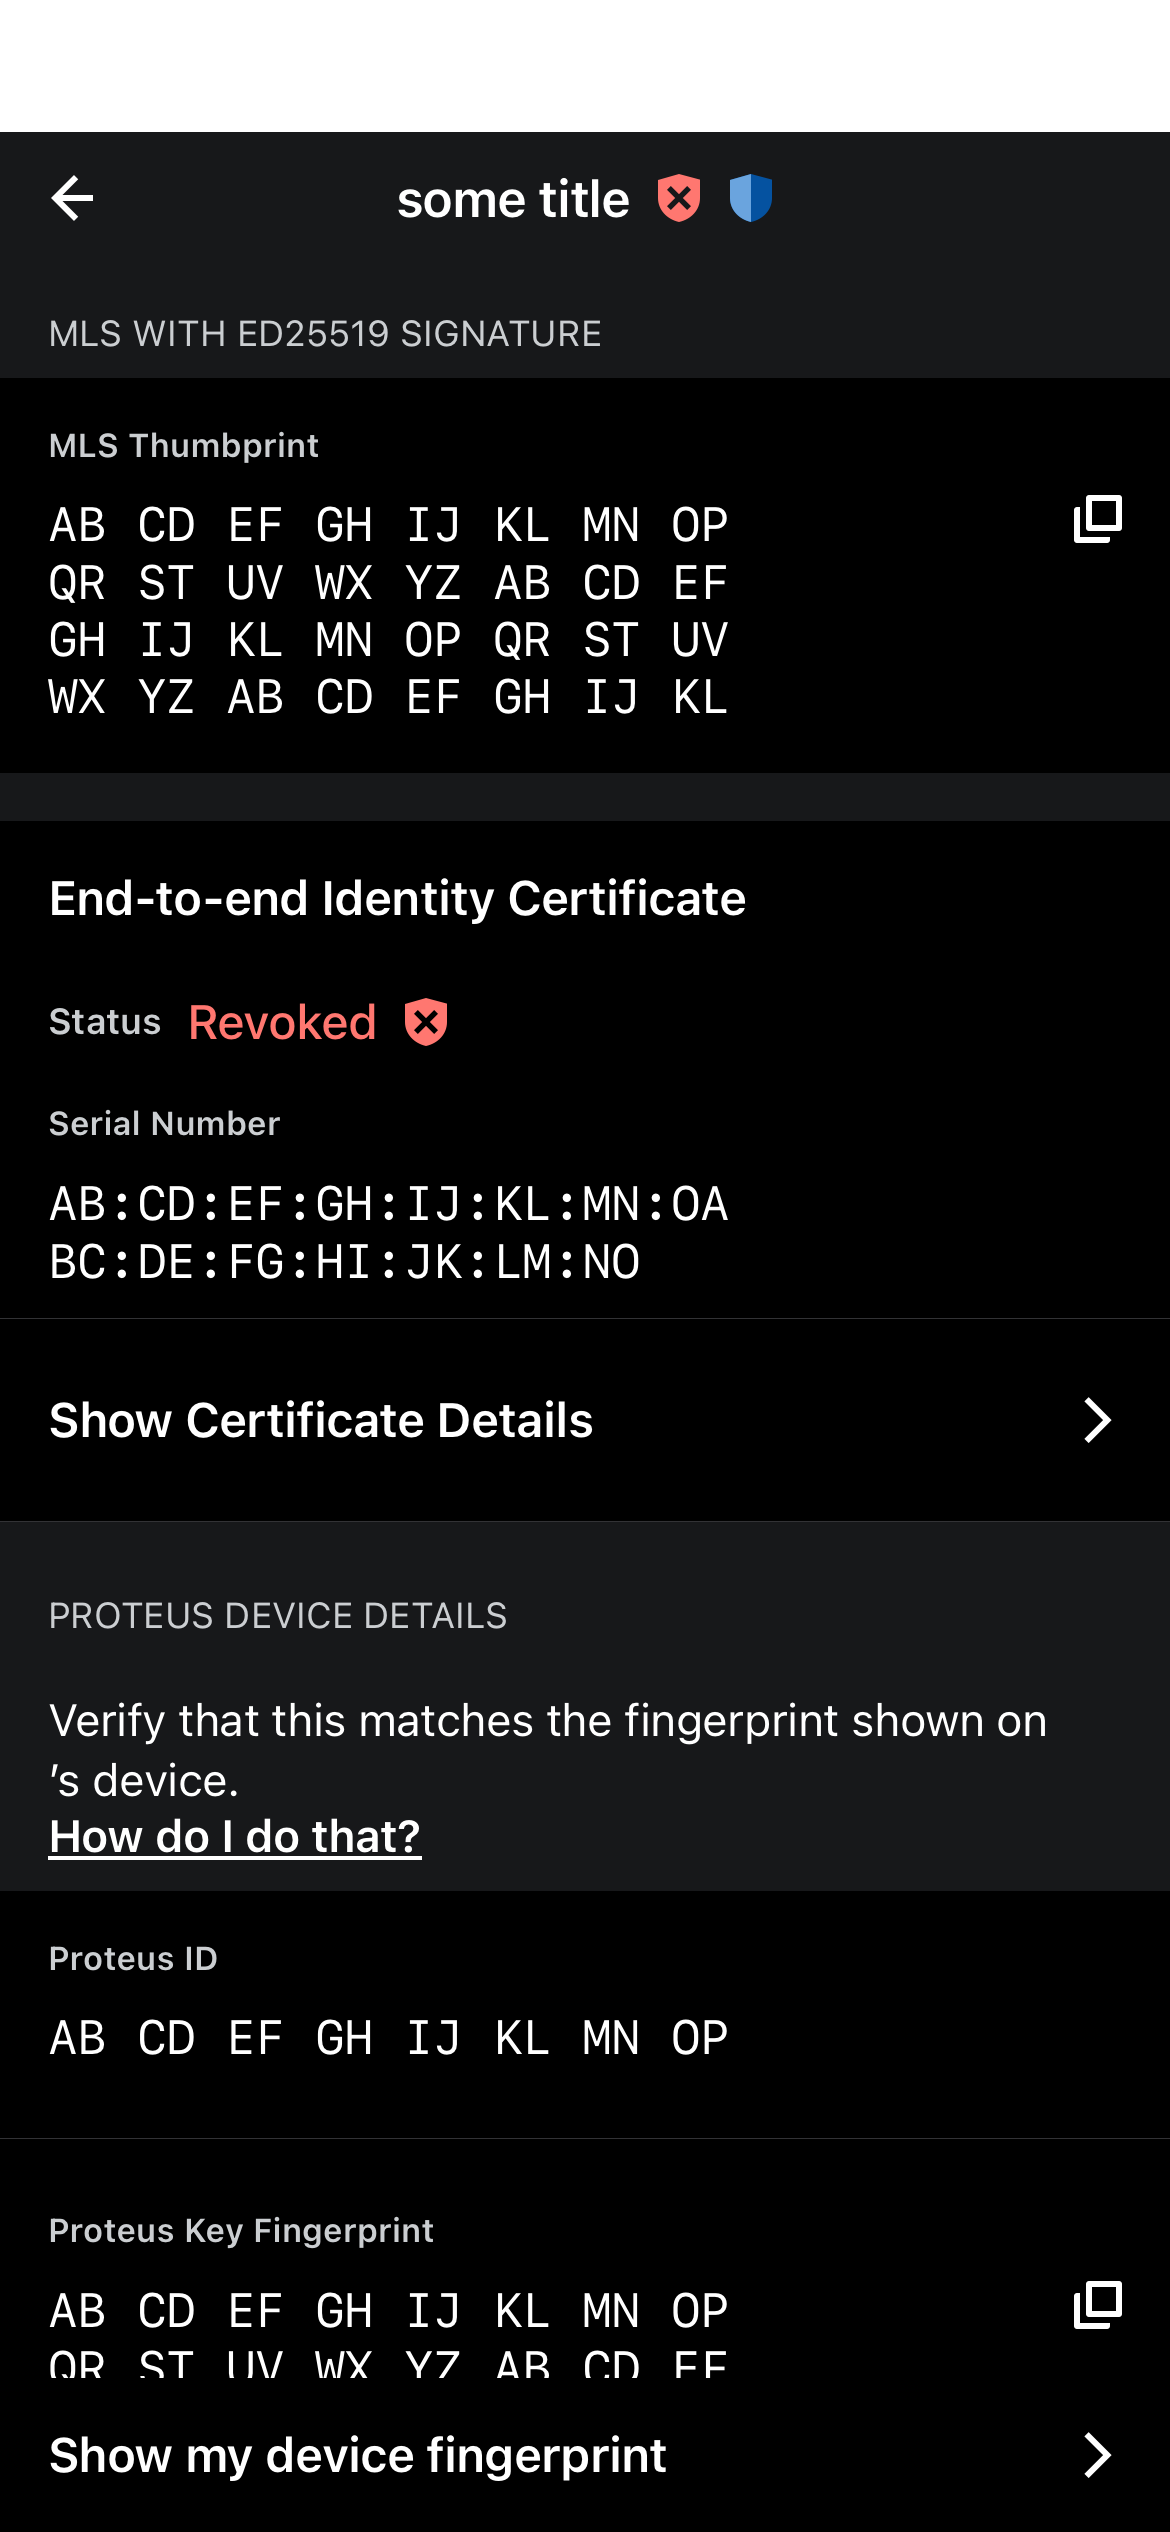 some title
MLS WITH ED25519 SIGNATURE
MLS Thumbprint
AB CD EF GH IJ KL MN OP
QR ST UV WX YZ AB CD EF
GH IJ KL MN OP QR ST UV
WX YZ AB CD EF GH IJ KL
End-to-end Identity Certificate
Status Revoked
Serial Number
AB:CD:EF:GH:IJ:KL:MN:OA
BC:DE:FG:HI:JK:LM:NO
Show Certificate Details
PROTEUS DEVICE DETAILS
Verify that this matches the fingerprint shown on
’s device.
How do I do that?
Proteus ID
AB CD EF GH IJ KL MN OP
Proteus Key Fingerprint
AB CD EF GH IJ KL MN OP
QR ST UV WX YZ AB CD EF
Show my device fingerprint